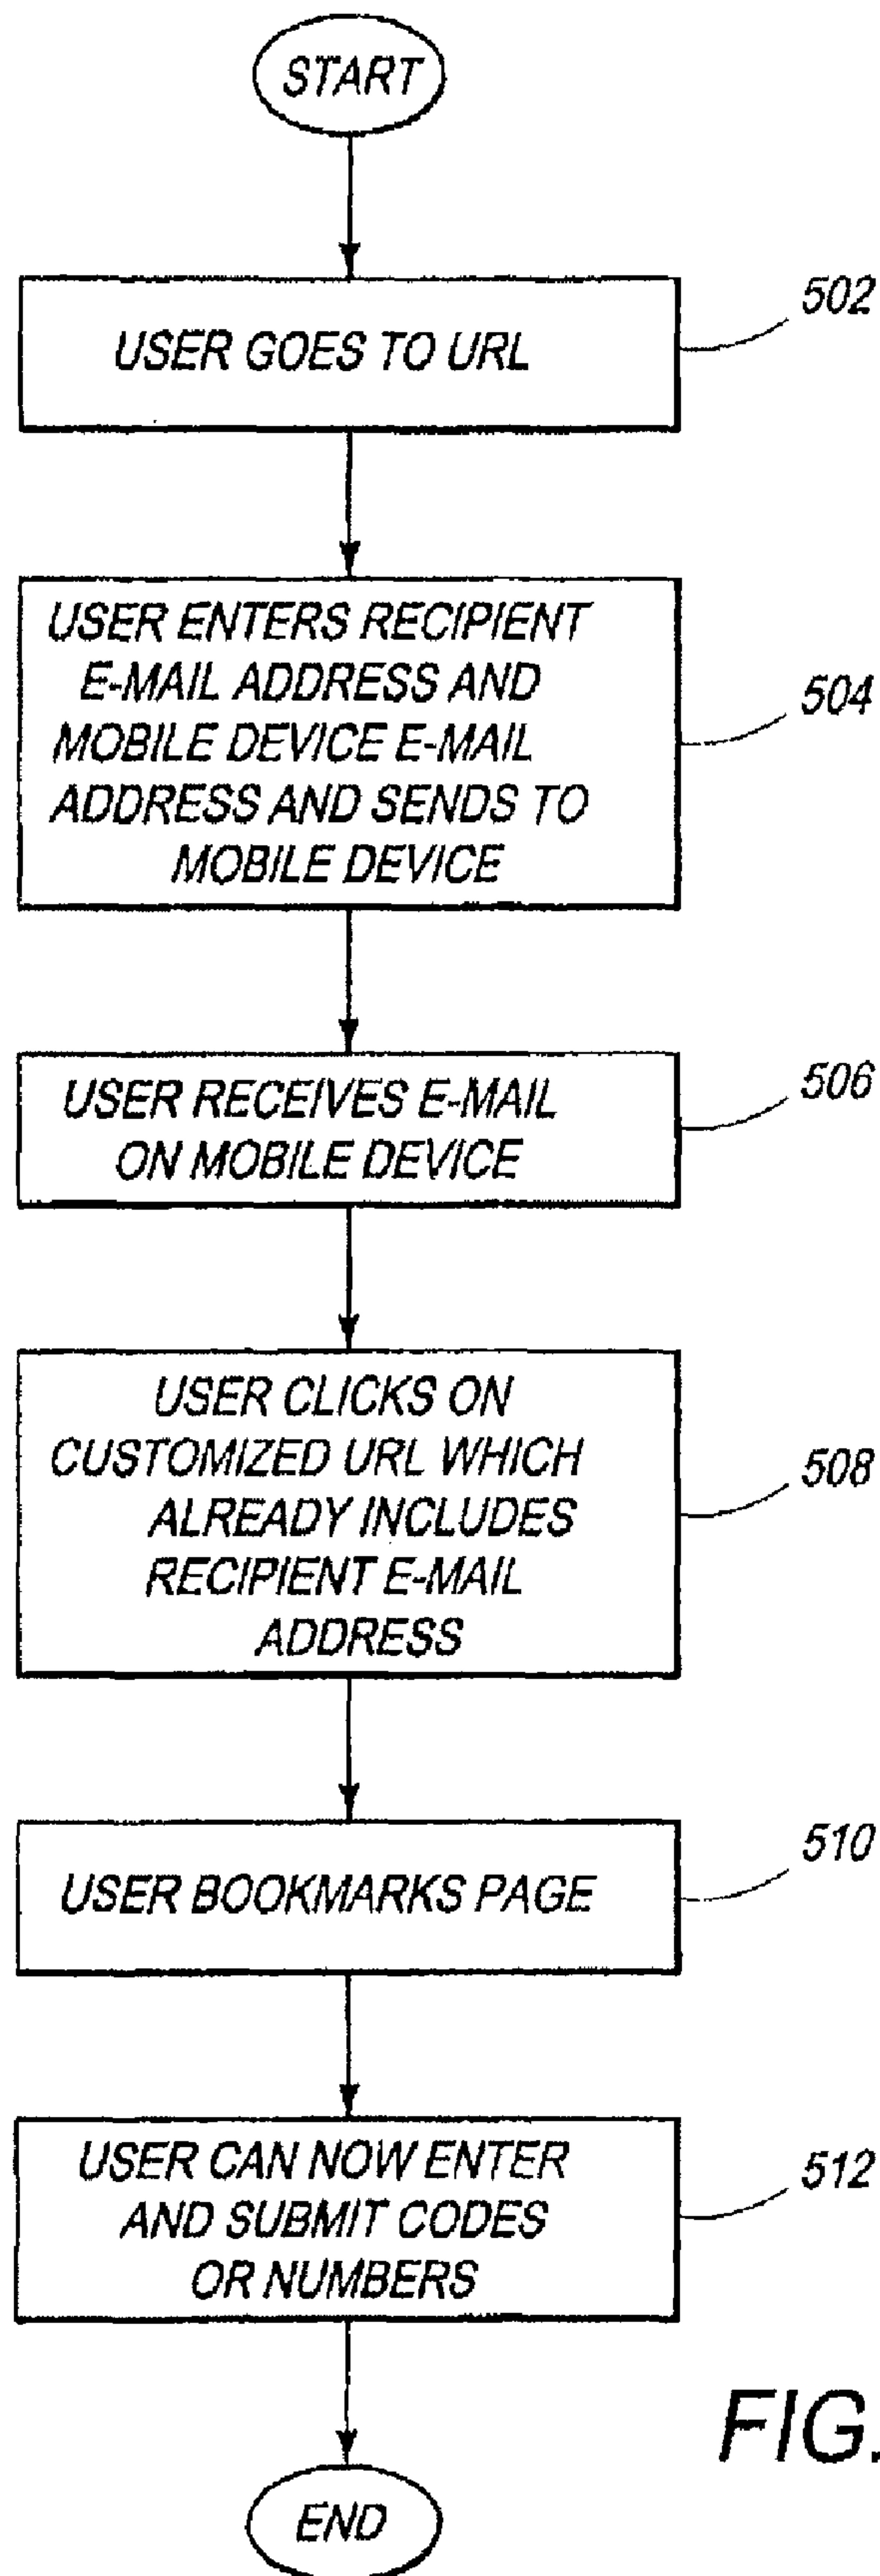 START
USER GOES TO URL
502
USER ENTERS RECIPIENT
E-MAIL ADDRESS AND
MOBILE DEVICE E-MAIL
ADDRESS AND SENDS TO
MOBILE DEVICE
504
USER RECEIVES E-MAIL
ON MOBILE DEVICE
506
USER CLICKS ON
CUSTOMIZED URL WHICH
ALREADY INCLUDES
RECIPIENT E-MAIL
ADDRESS
508
USER BOOKMARKS PAGE
510
USER CAN NOW ENTER
AND SUBMIT CODES
OR NUMBERS
512
FIG.
END